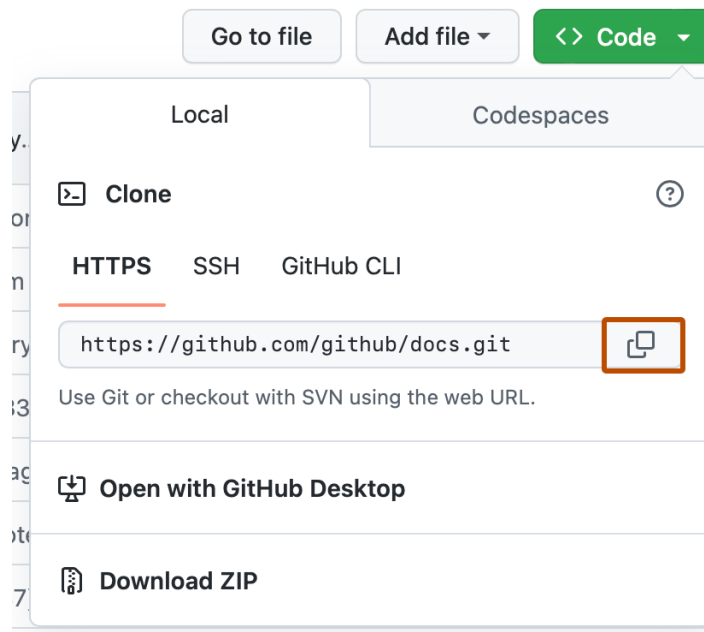 Go to file Add file Code
Local Codespaces
Clone
HTTPS SSH GitHub CLI
https://github.com/github/docs.git
Use Git or checkout with SVN using the web URL.
Open with GitHub Desktop
Download ZIP